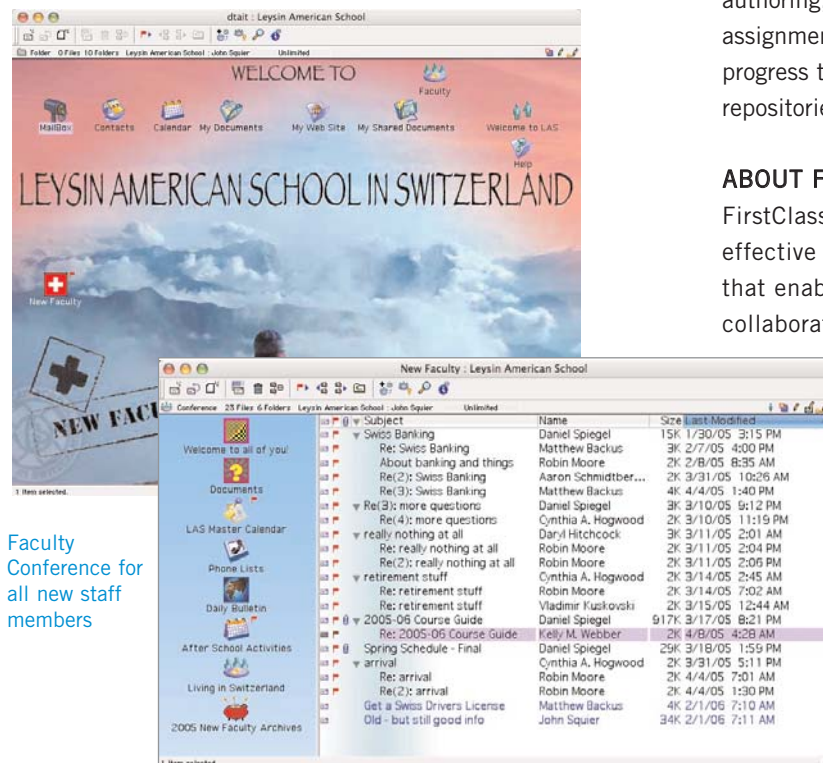 dtait : Leysin American School
Folder 0 Files 10 Folders Leysin American School : John Squier Unlimited
WELCOME TO
Faculty
MailBox
Contacts
Calendar
My Documents
My Web Site
My Shared Documents
Welcome to LAS
Help
LEYSIN AMERICAN SCHOOL IN SWITZERLAND
New Faculty
NEW FACU
1 Item selected.
Faculty
Conference for
all new staff
members
New Faculty : Leysin American School
Conference 23 Files 6 Folders Leysin American School : John Squier Unlimited
Welcome to all of you!
Documents
LAS Master Calendar
Phone Lists
Daily Bulletin
After School Activities
Living in Switzerland
2005 New Faculty Archives
Subject Name Size Last Modified
Swiss Banking Daniel Spiegel 15K 1/30/05 3:15 PM
Re: Swiss Banking Matthew Backus 3K 2/7/05 4:00 PM
About banking and things Robin Moore 2K 2/8/05 8:35 AM
Re(2): Swiss Banking Aaron Schmidtber... 2K 3/31/05 10:26 AM
Re(3): Swiss Banking Matthew Backus 4K 4/4/05 1:40 PM
Re(3): more questions Daniel Spiegel 3K 3/10/05 9:12 PM
Re(4): more questions Cynthia A. Hogwood 2K 3/10/05 11:19 PM
really nothing at all Daryl Hitchcock 3K 3/11/05 2:01 AM
Re: really nothing at all Robin Moore 2K 3/11/05 2:04 PM
Re(2): really nothing at all Robin Moore 2K 3/11/05 2:06 PM
retirement stuff Cynthia A. Hogwood 2K 3/14/05 2:45 AM
Re: retirement stuff Robin Moore 2K 3/14/05 7:02 AM
Re: retirement stuff Vladimir Kuskovski 2K 3/15/05 12:44 AM
2005-06 Course Guide Daniel Spiegel 917K 3/17/05 8:21 PM
Re: 2005-06 Course Guide Kelly M. Webber 2K 4/8/05 4:28 AM
Spring Schedule - Final Daniel Spiegel 29K 3/18/05 1:59 PM
arrival Cynthia A. Hogwood 2K 3/31/05 5:11 PM
Re: arrival Robin Moore 2K 4/4/05 7:01 AM
Re(2): arrival Robin Moore 2K 4/4/05 1:30 PM
Get a Swiss Drivers License Matthew Backus 4K 2/1/06 7:10 AM
Old - but still good info John Squier 34K 2/1/06 7:11 AM
authoring
assignmen
progress t
repositorie
ABOUT F
FirstClass
effective
that enab
collaborat